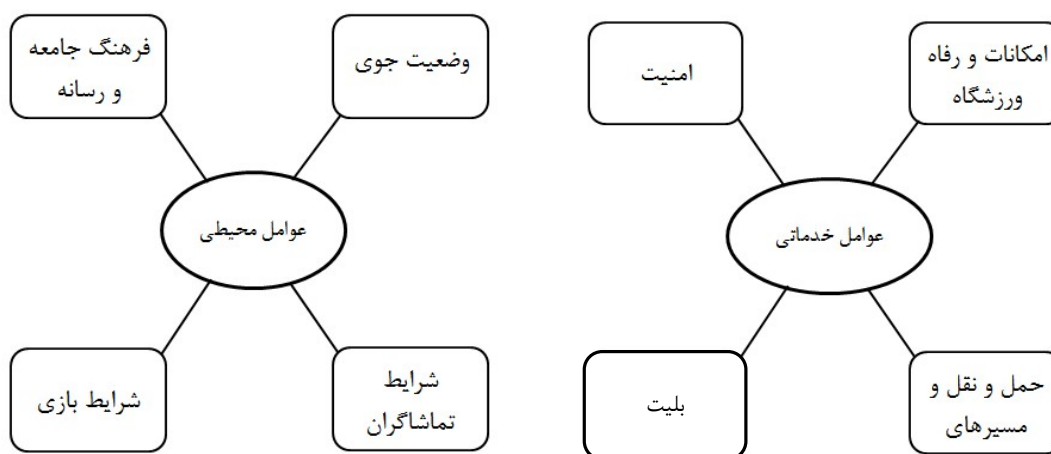 امکانات و رفاه
ورزشگاه
امنیت
عوامل خدماتی
حمل و نقل و
مسیرهای
بلیت
وضعیت جوی
فرهنگ جامعه
و رسانه
عوامل محیطی
شرایط
تماشاگران
شرایط بازی